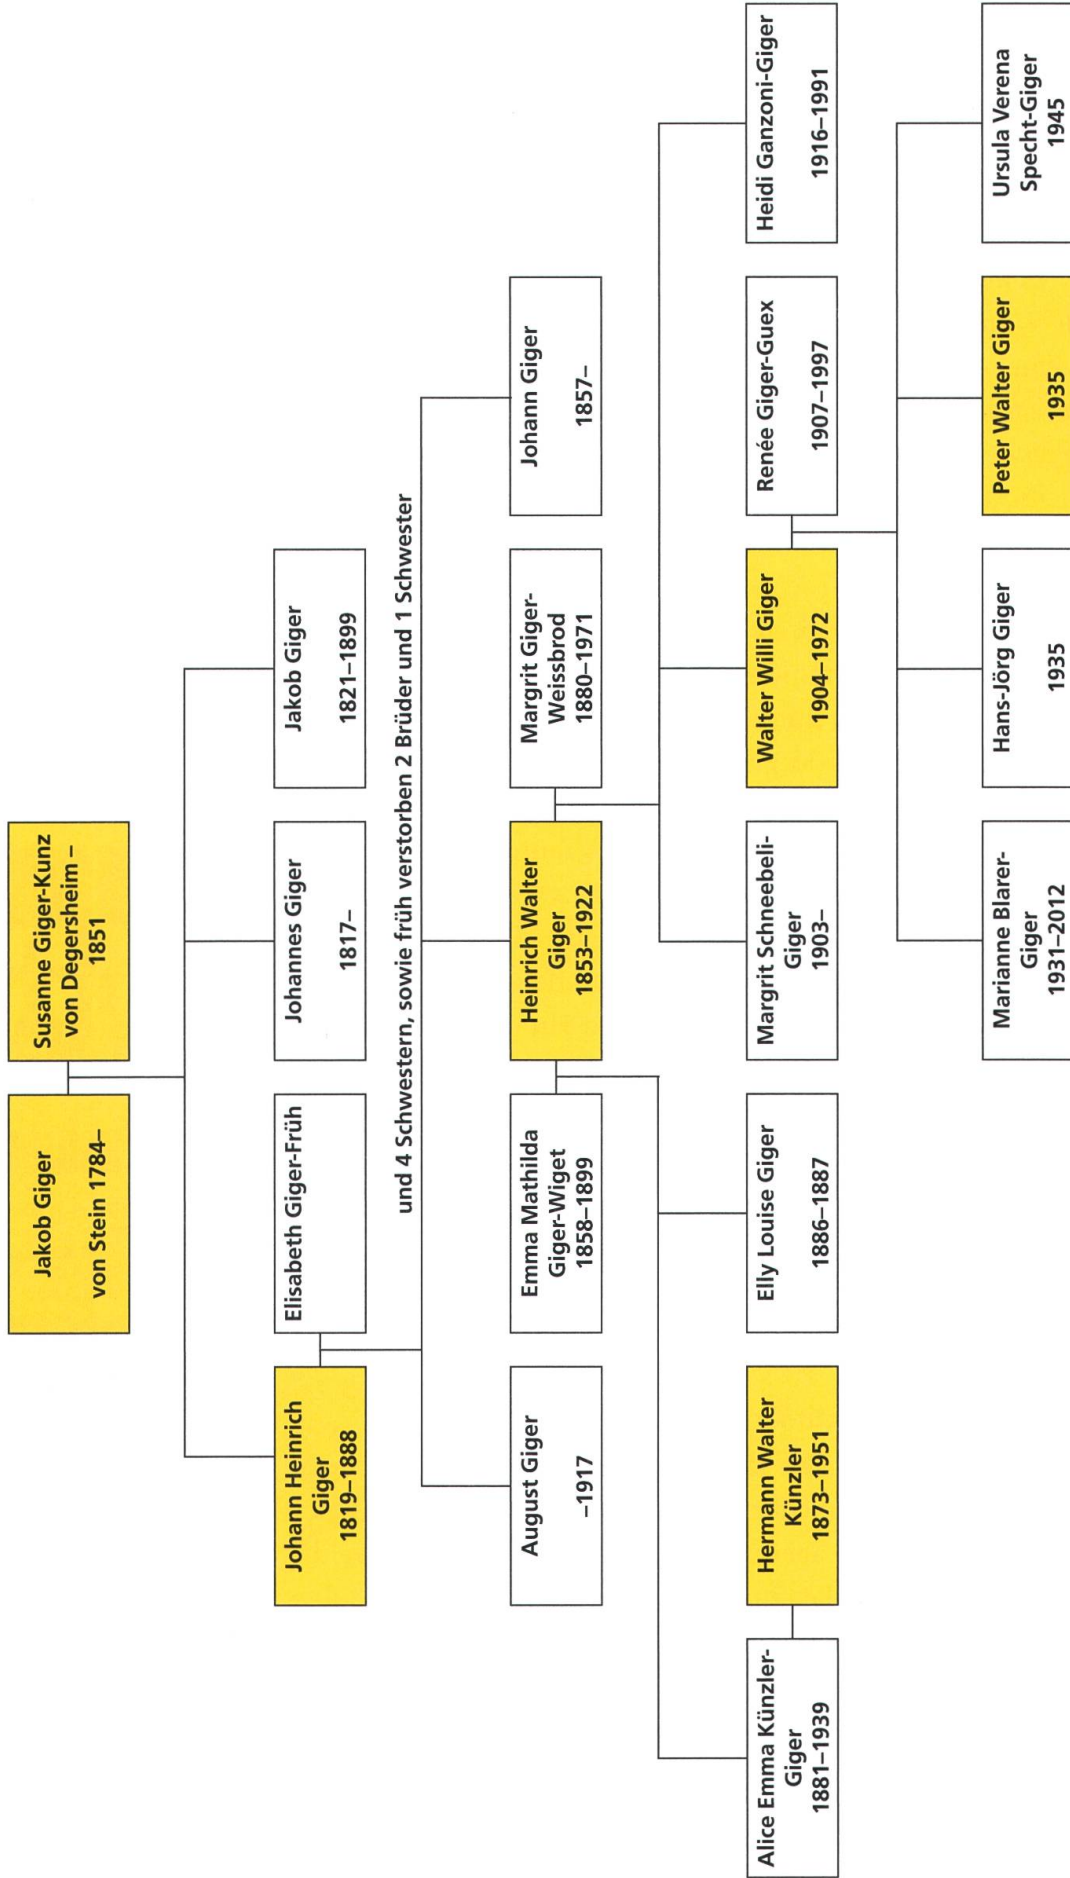 Jakob Giger
von Stein 1784–
Susanne Giger-Kunz
von Degersheim –
1851
Johann Heinrich
Giger
1819–1888
Elisabeth Giger-Früh
Johannes Giger
1817–
Jakob Giger
1821–1899
und 4 Schwestern, sowie früh verstorben 2 Brüder und 1 Schwester
August Giger
–1917
Emma Mathilda
Giger-Wiget
1858–1899
Heinrich Walter
Giger
1853–1922
Margrit Giger-
Weissbrod
1880–1971
Johann Giger
1857–
Alice Emma Künzler-
Giger
1881–1939
Hermann Walter
Künzler
1873–1951
Elly Louise Giger
1886–1887
Margrit Schneebeli-
Giger
1903–
Walter Willi Giger
1904–1972
Renée Giger-Guex
1907–1997
Heidi Ganzoni-Giger
1916–1991
Marianne Blarer-
Giger
1931–2012
Hans-Jörg Giger
1935
Peter Walter Giger
1935
Ursula Verena
Specht-Giger
1945